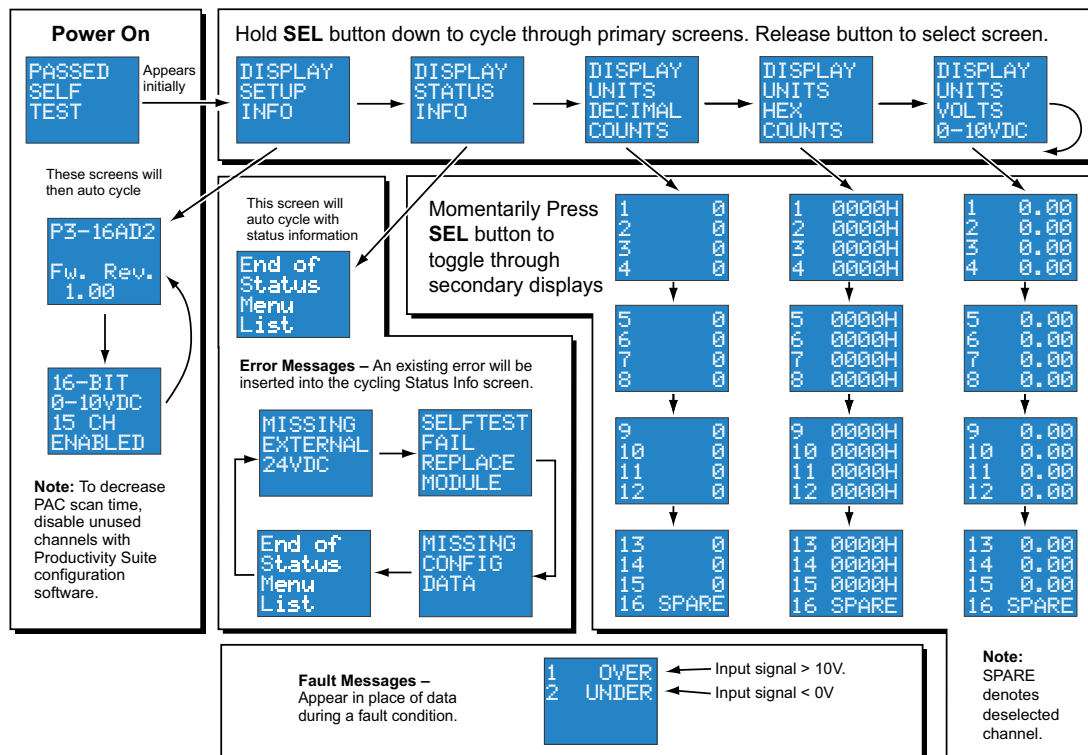 Power On
PASSED
SELF
TEST
Appears
initially
These screens will
then auto cycle
P3-16AD2
Fw. Rev.
1.00
16-BIT
0-10VDC
15 CH
ENABLED
Note: To decrease
PAC scan time,
disable unused
channels with
Productivity Suite
configuration
software.
Hold SEL button down to cycle through primary screens. Release button to select screen.
DISPLAY
SETUP
INFO
DISPLAY
STATUS
INFO
DISPLAY
UNITS
DECIMAL
COUNTS
DISPLAY
UNITS
HEX
COUNTS
DISPLAY
UNITS
VOLTS
0-10VDC
This screen will
auto cycle with
status information
End of
Status
Menu
List
Error Messages – An existing error will be
inserted into the cycling Status Info screen.
MISSING
EXTERNAL
24VDC
SELFTEST
FAIL
REPLACE
MODULE
End of
Status
Menu
List
MISSING
CONFIG
DATA
Momentarily Press
SEL button to
toggle through
secondary displays
1 0
2 0
3 0
4 0
5 0
6 0
7 0
8 0
9 0
10 0
11 0
12 0
13 0
14 0
15 0
16 SPARE
1 0000H
2 0000H
3 0000H
4 0000H
5 0000H
6 0000H
7 0000H
8 0000H
9 0000H
10 0000H
11 0000H
12 0000H
13 0000H
14 0000H
15 0000H
16 SPARE
1 0.00
2 0.00
3 0.00
4 0.00
5 0.00
6 0.00
7 0.00
8 0.00
9 0.00
10 0.00
11 0.00
12 0.00
13 0.00
14 0.00
15 0.00
16 SPARE
Fault Messages –
Appear in place of data
during a fault condition.
1 OVER
2 UNDER
Input signal > 10V.
Input signal < 0V
Note:
SPARE
denotes
deselected
channel.